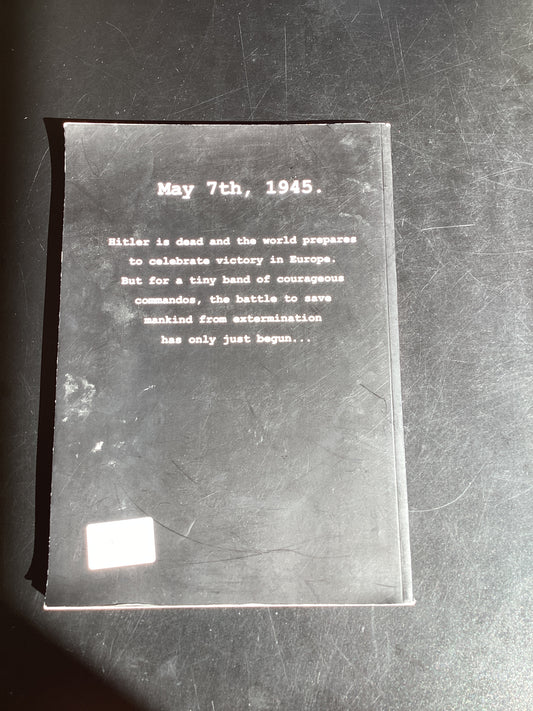 May 7th, 1945.
Hitler is dead and the world prepares
to celebrate victory in Europe.
But for a tiny band of courageous
commandos, the battle to save
mankind from extermination
has only just begun...